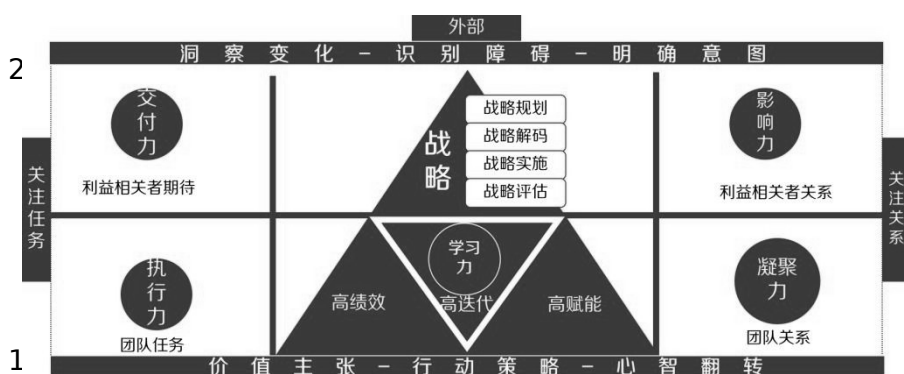 外部
洞察变化-识别障碍-明确意图
2
交付力
利益相关者期待
战略
战略规划
战略解码
战略实施
战略评估
影响力
利益相关者关系
关注任务
关注关系
执行力
团队任务
高绩效
学习力
高迭代
高赋能
凝聚力
团队关系
1
价值主张-行动策略-心智翻转